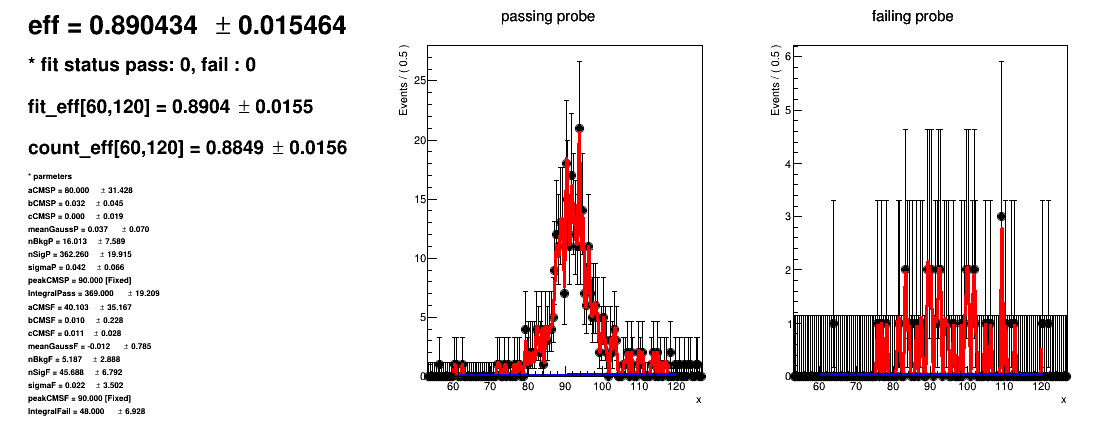 eff = 0.890434 ± 0.015464
* fit status pass: 0, fail : 0
fit_eff[60,120] = 0.8904 ± 0.0155
count_eff[60,120] = 0.8849 ± 0.0156
* parmeters
aCMSP = 80.000 ± 31.428
bCMSP = 0.032 ± 0.045
cCMSP = 0.000 ± 0.019
meanGaussP = 0.037 ± 0.070
nBkgP = 16.013 ± 7.589
nSigP = 362.260 ± 19.915
sigmaP = 0.042 ± 0.066
peakCMSP = 90.000 [Fixed]
IntegralPass = 369.000 ± 19.209
aCMSF = 40.103 ± 35.167
bCMSF = 0.010 ± 0.228
cCMSF = 0.011 ± 0.028
meanGaussF = -0.012 ± 0.785
nBkgF = 5.187 ± 2.888
nSigF = 45.688 ± 6.792
sigmaF = 0.022 ± 3.502
peakCMSF = 90.000 [Fixed]
IntegralFail = 48.000 ± 6.928
passing probe
Events / ( 0.5 )
25
20
15
10
5
0
60 70 80 90 100 110 120
x
failing probe
Events / ( 0.5 )
6
5
4
3
2
1
0
60 70 80 90 100 110 120
x